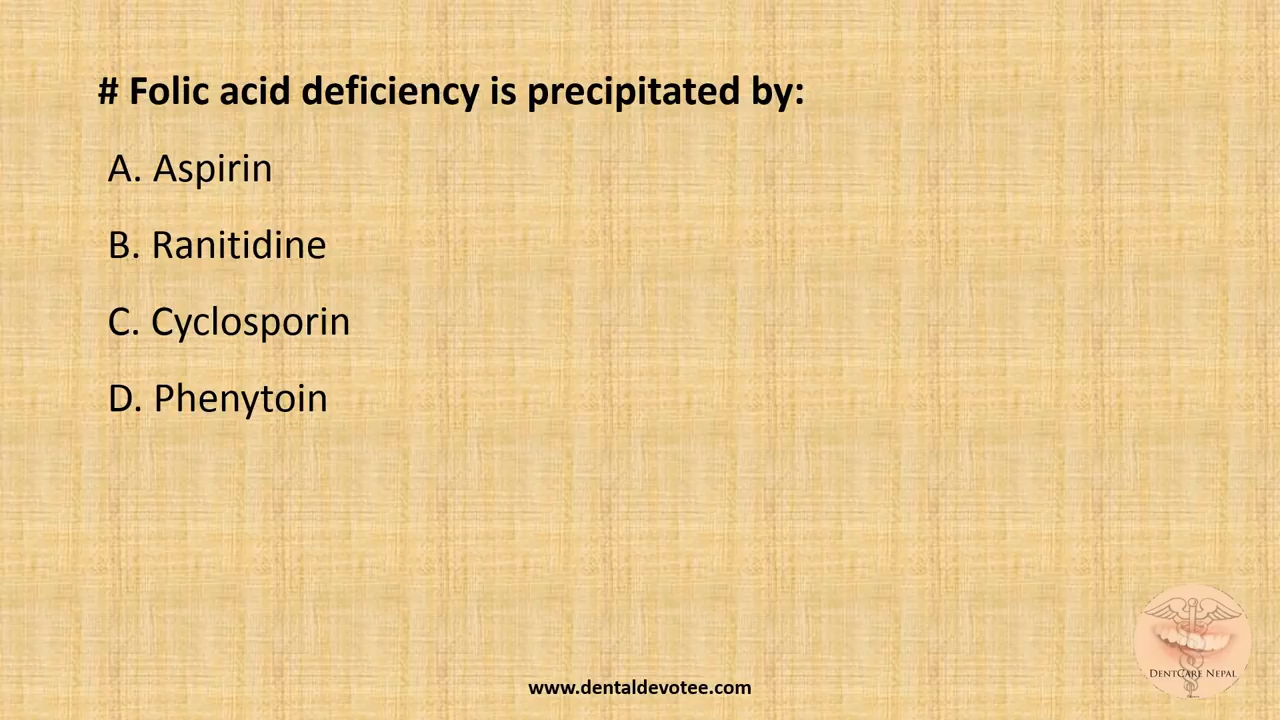 # Folic acid deficiency is precipitated by:
A. Aspirin
B. Ranitidine
C. Cyclosporin
D. Phenytoin
DentCare Nepal
www.dentaldevotee.com